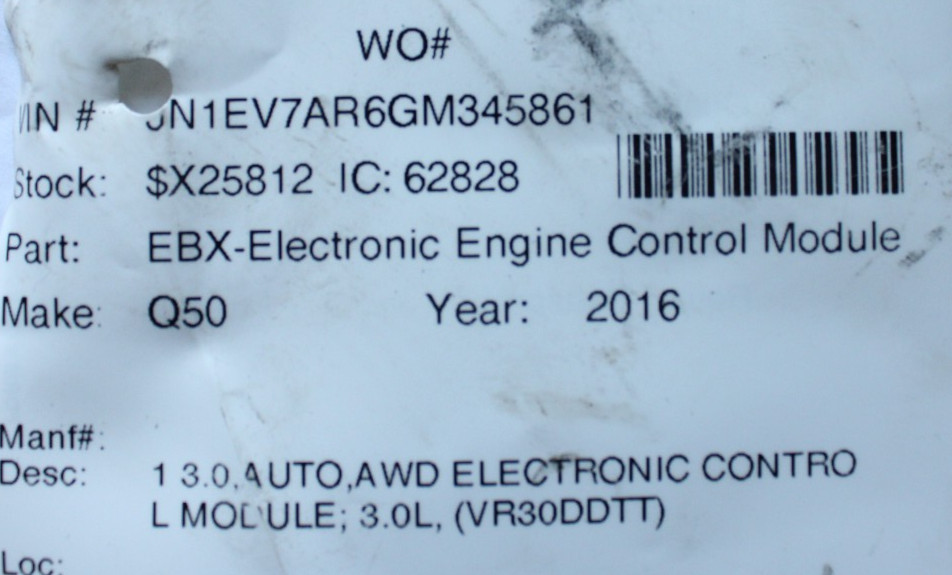 WO#
VIN # JN1EV7AR6GM345861
Stock: $X25812 IC: 62828
Part: EBX-Electronic Engine Control Module
Make: Q50 Year: 2016
Manf#:
Desc: 1 3.0,AUTO,AWD ELECTRONIC CONTRO
L MODULE; 3.0L, (VR30DDTT)
Loc: